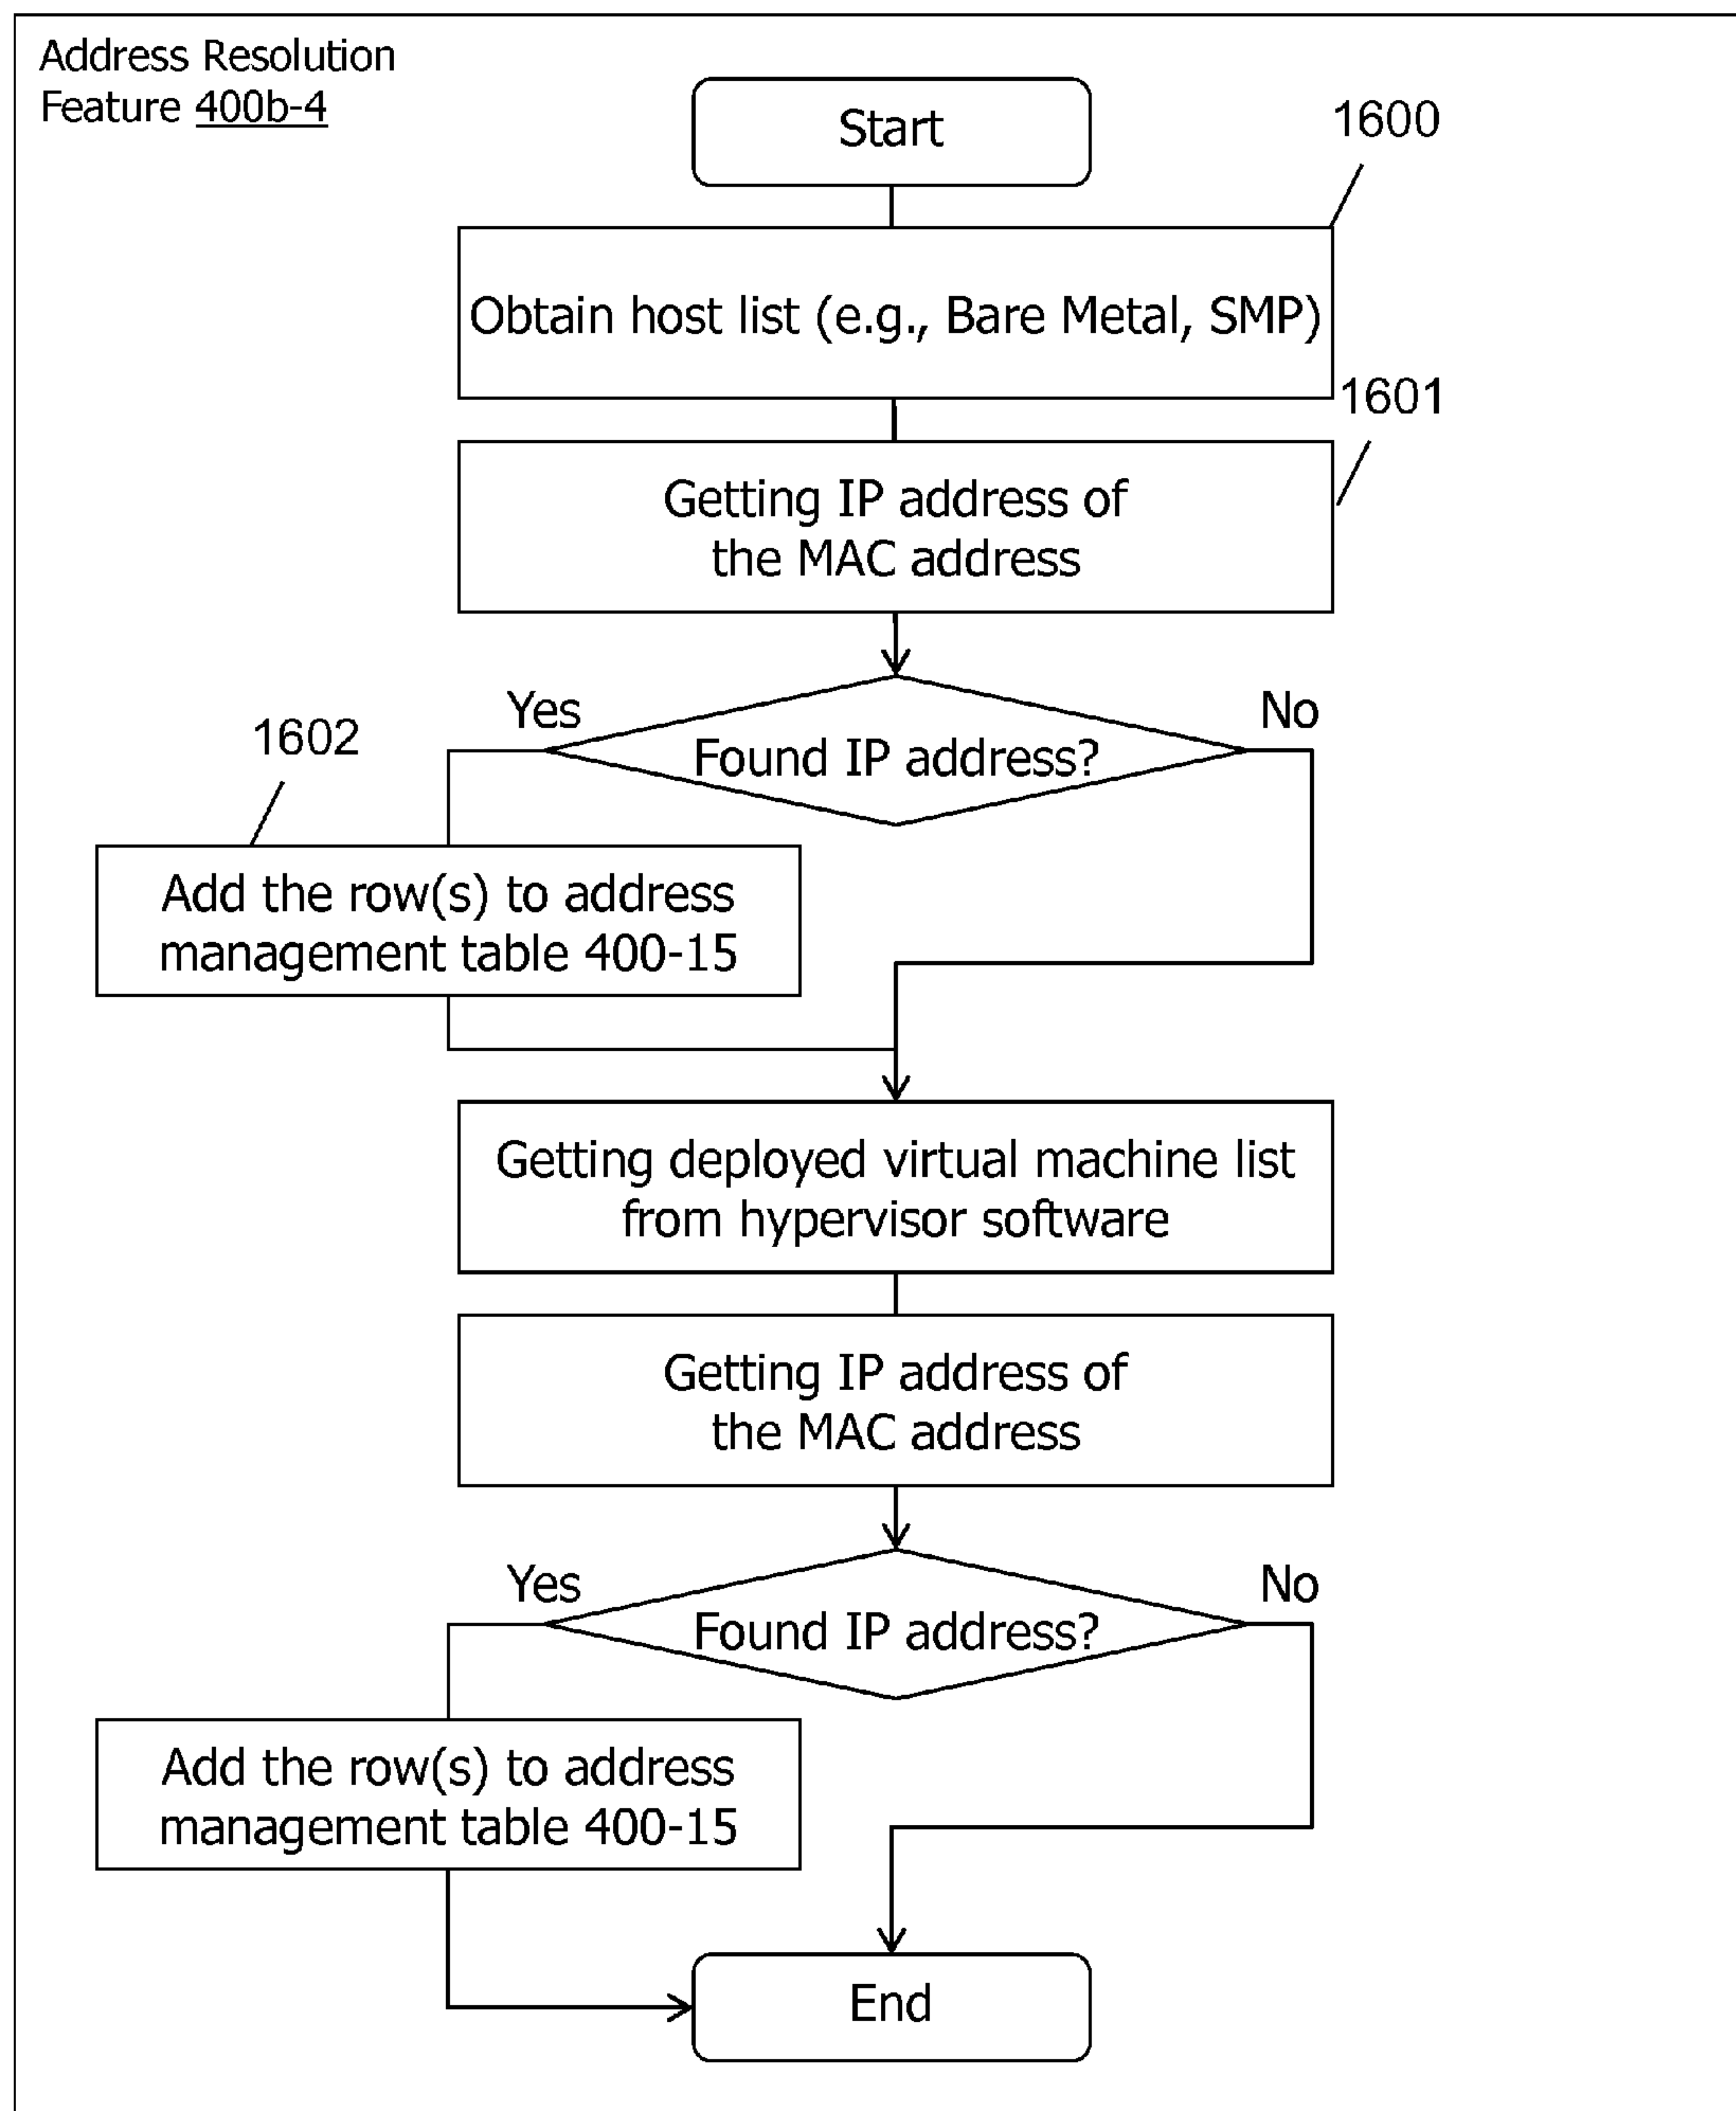 Address Resolution
Feature 400b-4
Start
1600
Obtain host list (e.g., Bare Metal, SMP)
1601
Getting IP address of
the MAC address
Yes
No
Found IP address?
1602
Add the row(s) to address
management table 400-15
Getting deployed virtual machine list
from hypervisor software
Getting IP address of
the MAC address
Yes
No
Found IP address?
Add the row(s) to address
management table 400-15
End